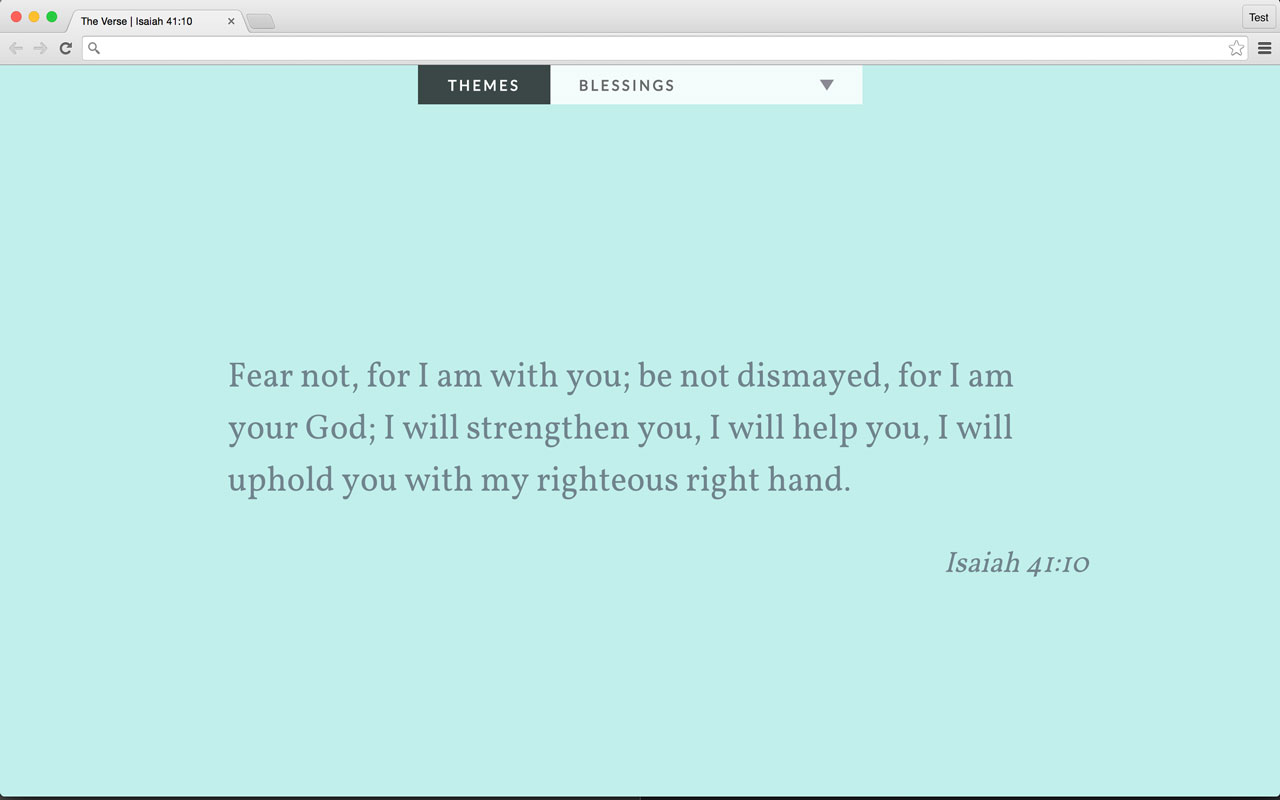 The Verse | Isaiah 41:10
Test
THEMES
BLESSINGS
Fear not, for I am with you; be not dismayed, for I am
your God; I will strengthen you, I will help you, I will
uphold you with my righteous right hand.
Isaiah 41:10